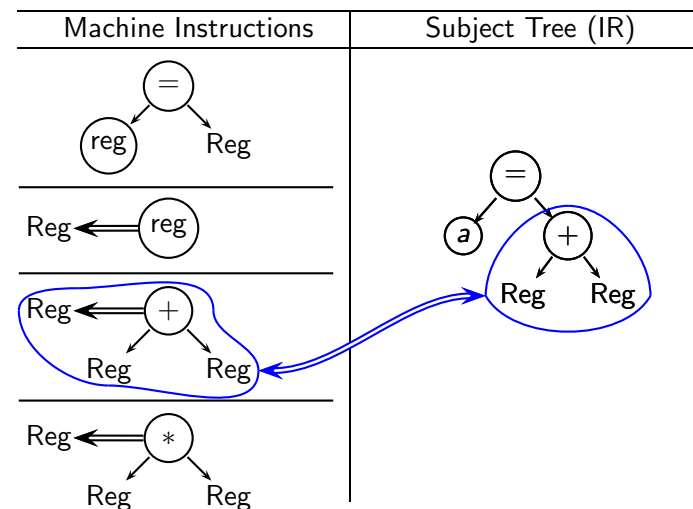 Machine Instructions
Subject Tree (IR)
=
reg Reg
Reg reg
Reg +
Reg Reg
Reg *
Reg Reg
=
a +
Reg Reg